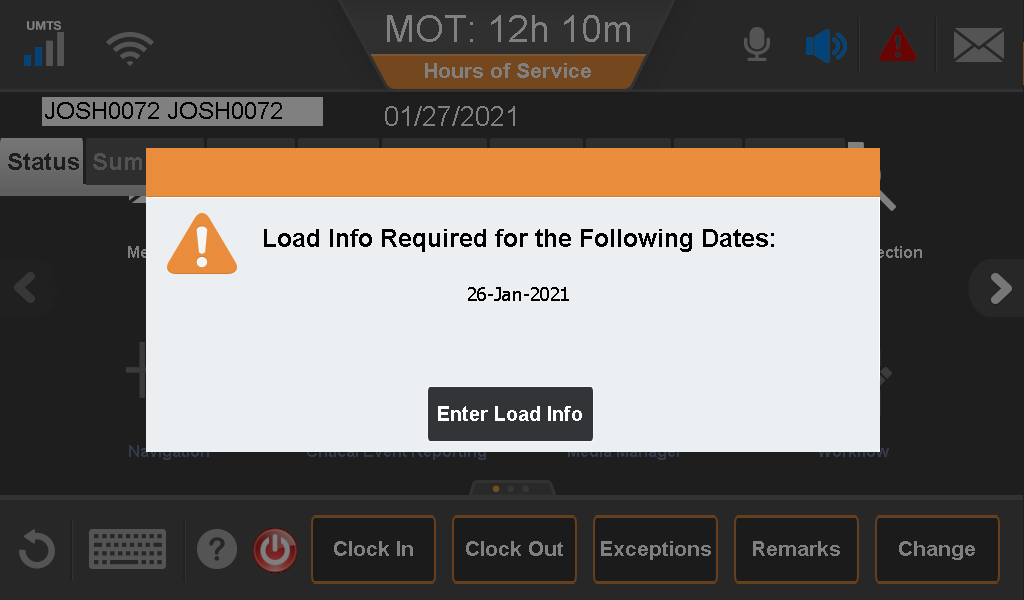 UMTS
MOT: 12h 10m
Hours of Service
JOSH0072 JOSH0072
01/27/2021
Status
Sum
Load Info Required for the Following Dates:
Me
ection
26-Jan-2021
Enter Load Info
Navigation
Critical Event Reporting
Media Manager
Workflow
?
Clock In
Clock Out
Exceptions
Remarks
Change